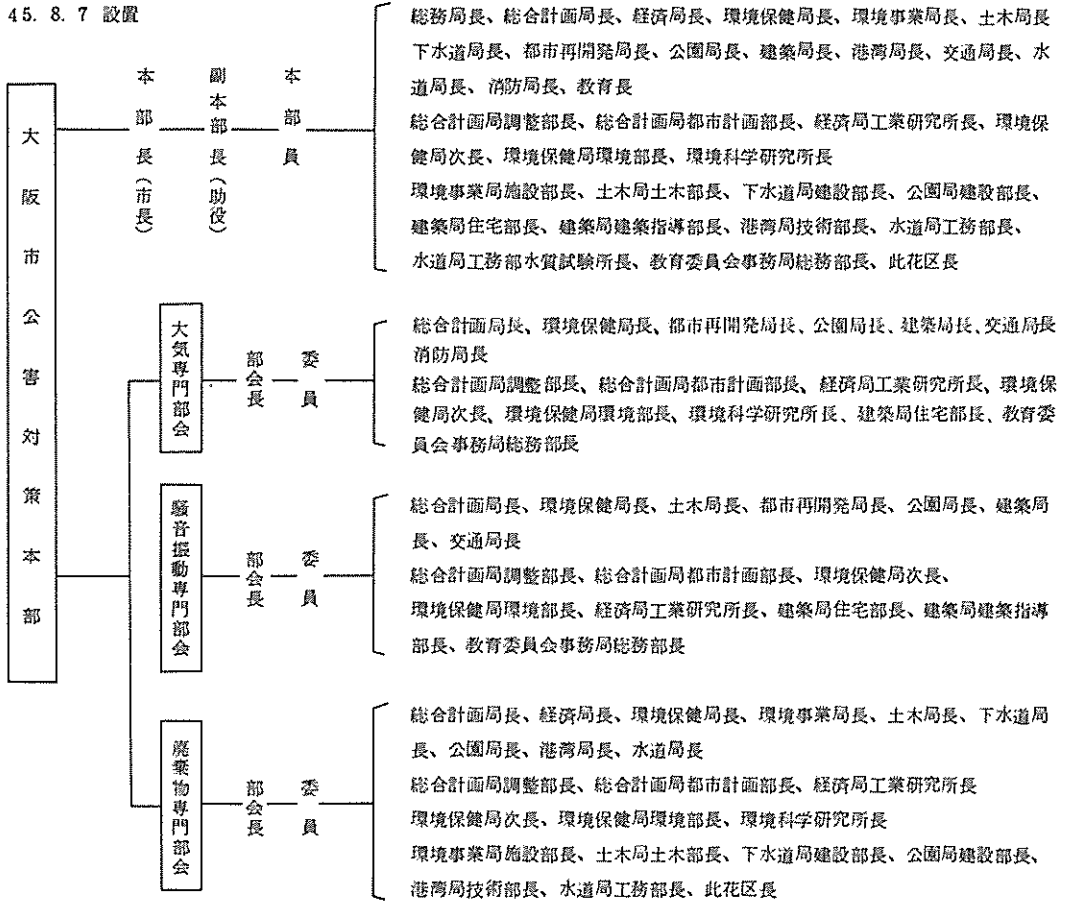 45. 8. 7 設置
大阪市公害対策本部
本部長(市長)
副本部長(助役)
本部員
総務局長、総合計画局長、経済局長、環境保健局長、環境事業局長、土木局長
下水道局長、都市再開発局長、公園局長、建築局長、港湾局長、交通局長、水
道局長、消防局長、教育長
総合計画局調整部長、総合計画局都市計画部長、経済局工業研究所長、環境保
健局次長、環境保健局環境部長、環境科学研究所長
環境事業局施設部長、土木局土木部長、下水道局建設部長、公園局建設部長、
建築局住宅部長、建築局建築指導部長、港湾局技術部長、水道局工務部長、
水道局工務部水質試験所長、教育委員会事務局総務部長、此花区長
大気専門部会
部会長
委員
総合計画局長、環境保健局長、都市再開発局長、公園局長、建築局長、交通局長
消防局長
総合計画局調整部長、総合計画局都市計画部長、経済局工業研究所長、環境保
健局次長、環境保健局環境部長、環境科学研究所長、建築局住宅部長、教育委
員会事務局総務部長
騒音振動専門部会
部会長
委員
総合計画局長、環境保健局長、土木局長、都市再開発局長、公園局長、建築局
長、交通局長
総合計画局調整部長、総合計画局都市計画部長、環境保健局次長、
環境保健局環境部長、経済局工業研究所長、建築局住宅部長、建築局建築指導
部長、教育委員会事務局総務部長
廃棄物専門部会
部会長
委員
総合計画局長、経済局長、環境保健局長、環境事業局長、土木局長、下水道局
長、公園局長、港湾局長、水道局長
総合計画局調整部長、総合計画局都市計画部長、経済局工業研究所長
環境保健局次長、環境保健局環境部長、環境科学研究所長
環境事業局施設部長、土木局土木部長、下水道局建設部長、公園局建設部長、
港湾局技術部長、水道局工務部長、此花区長